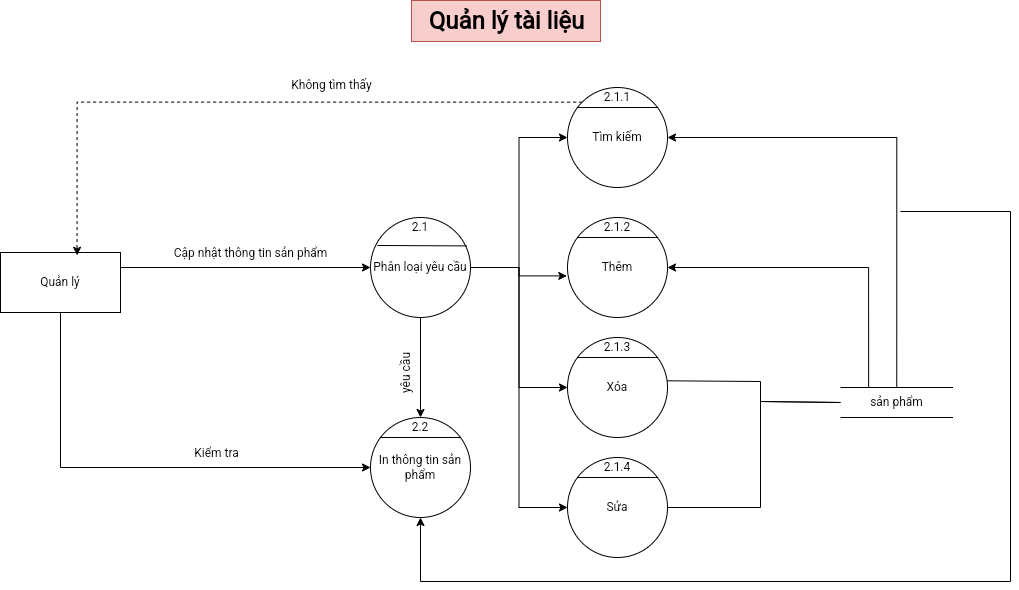 Quản lý tài liệu
Không tìm thấy
2.1.1
Tìm kiếm
2.1
Phân loại yêu cầu
2.1.2
Thêm
Cập nhật thông tin sản phẩm
Quản lý
2.1.3
Xóa
yêu cầu
sản phẩm
2.2
In thông tin sản
phẩm
Kiểm tra
2.1.4
Sửa